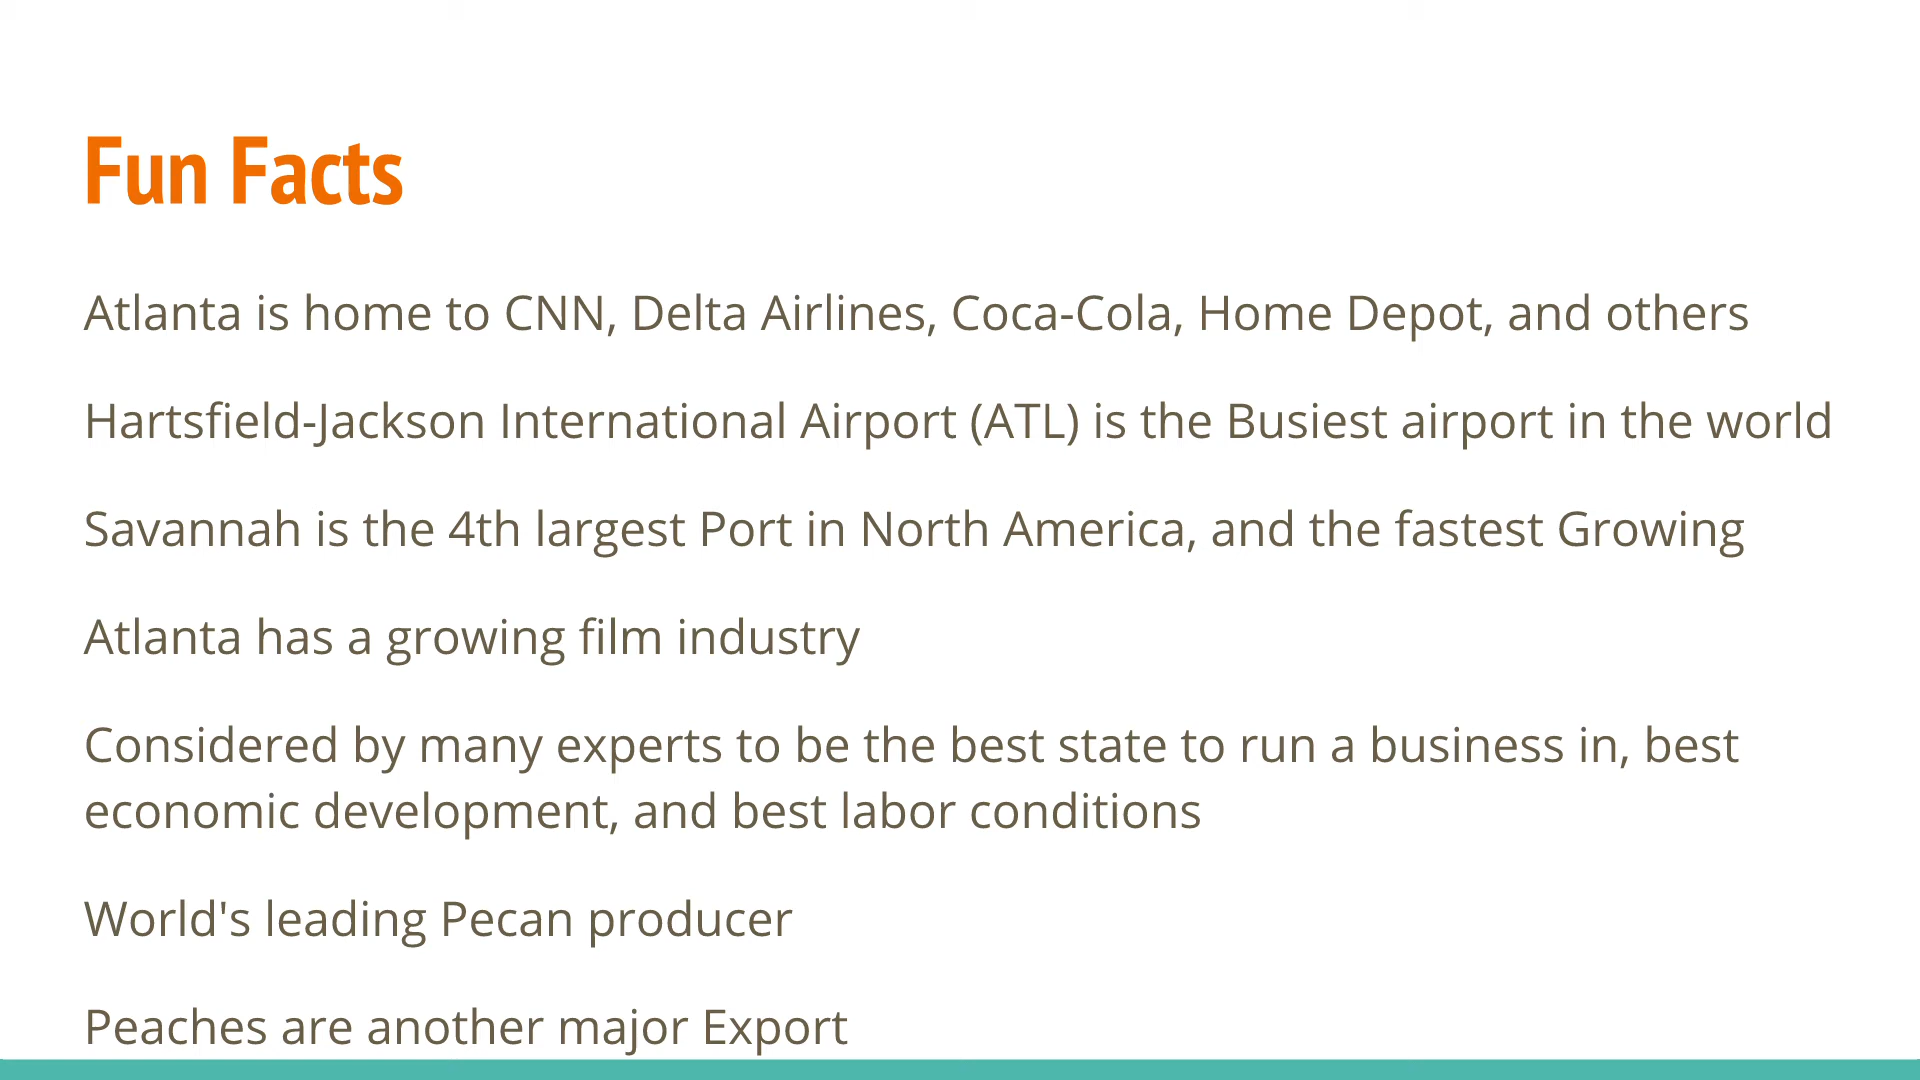 Fun Facts
Atlanta is home to CNN, Delta Airlines, Coca-Cola, Home Depot, and others
Hartsfield-Jackson International Airport (ATL) is the Busiest airport in the world
Savannah is the 4th largest Port in North America, and the fastest Growing
Atlanta has a growing film industry
Considered by many experts to be the best state to run a business in, best
economic development, and best labor conditions
World's leading Pecan producer
Peaches are another major Export